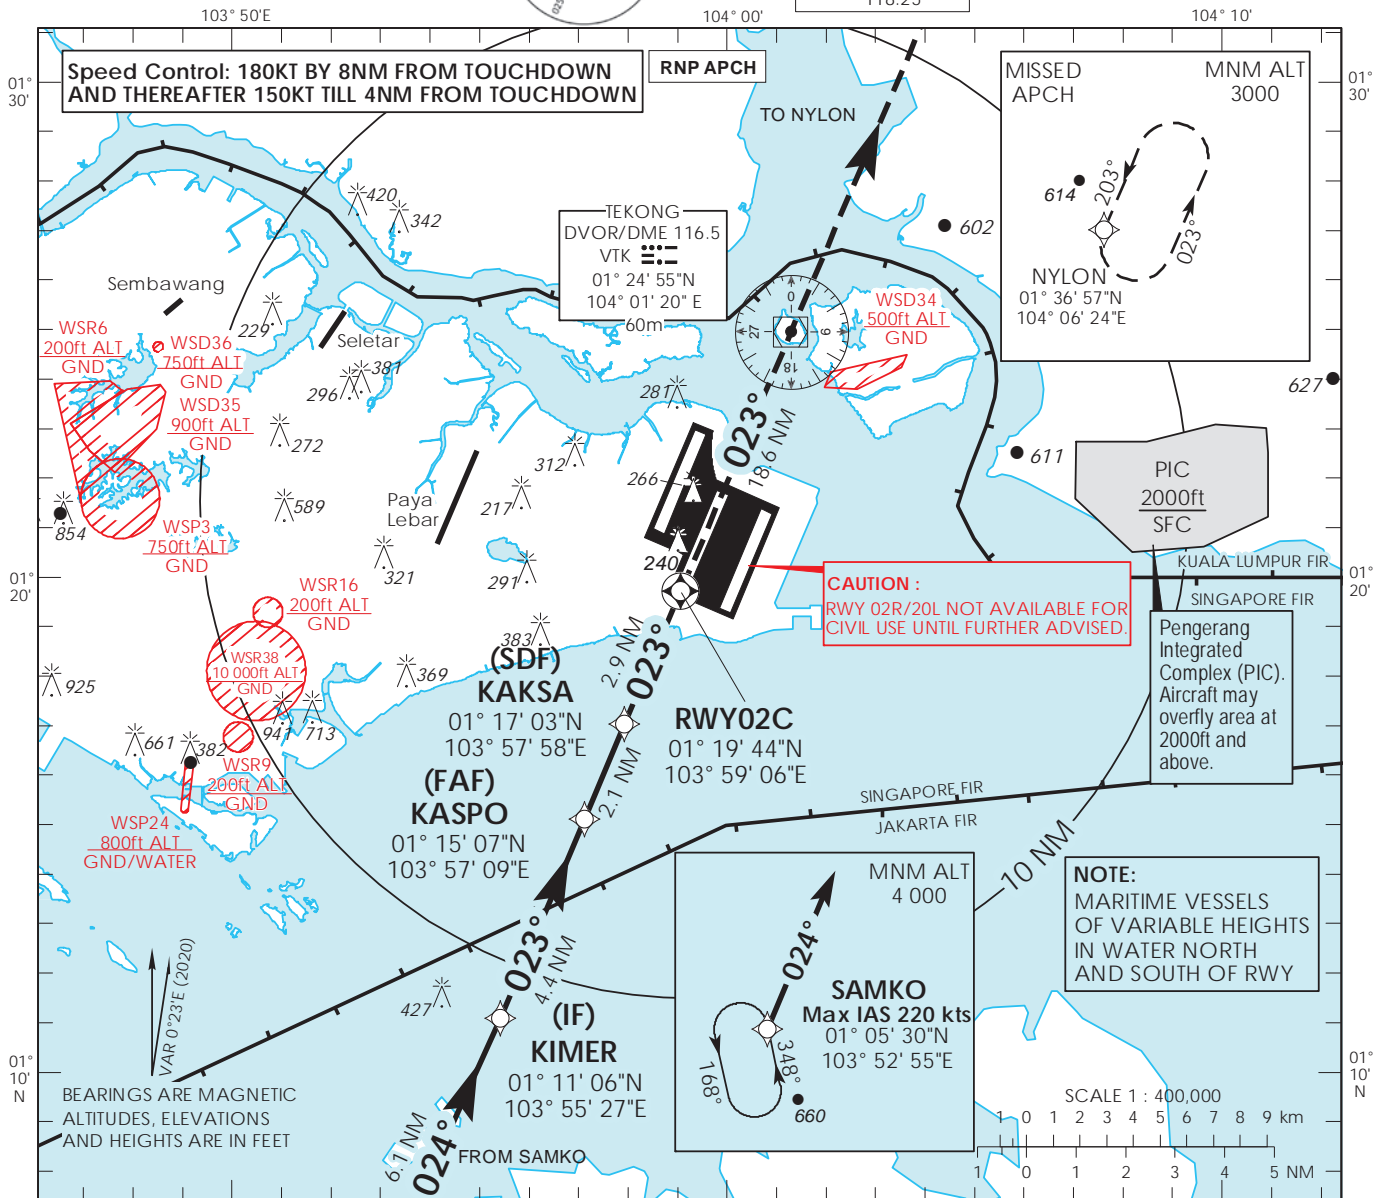 103° 50'E
104° 00'
118.25
104° 10'
025
01°
30'
Speed Control: 180KT BY 8NM FROM TOUCHDOWN
AND THEREAFTER 150KT TILL 4NM FROM TOUCHDOWN
RNP APCH
TO NYLON
MISSED
APCH
MNM ALT
3000
203°
023°
614
NYLON
01° 36' 57"N
104° 06' 24"E
01°
30'
420
342
602
TEKONG
DVOR/DME 116.5
VTK
01° 24' 55"N
104° 01' 20" E
60m
0
9
18
27
Sembawang
229
Seletar
WSR6
200ft ALT
GND
WSD36
750ft ALT
GND
WSD35
900ft ALT
GND
WSD34
500ft ALT
GND
381
296
281
627
272
312
023°
18.6 NM
611
266
589
217
Paya
Lebar
854
WSP3
750ft ALT
GND
321
291
240
PIC
2000ft
SFC
KUALA LUMPUR FIR
SINGAPORE FIR
01°
20'
01°
20'
CAUTION :
RWY 02R/20L NOT AVAILABLE FOR
CIVIL USE UNTIL FURTHER ADVISED.
WSR16
200ft ALT
GND
383
Pengerang
Integrated
Complex (PIC).
Aircraft may
overfly area at
2000ft and
above.
WSR38
10 000ft ALT
GND
369
925
941
713
661
382
(SDF)
KAKSA
01° 17' 03"N
103° 57' 58"E
2.9 NM
023°
RWY02C
01° 19' 44"N
103° 59' 06"E
WSR9
200ft ALT
GND
(FAF)
KASPO
01° 15' 07"N
103° 57' 09"E
2.1 NM
SINGAPORE FIR
JAKARTA FIR
WSP24
800ft ALT
GND/WATER
10 NM
MNM ALT
4 000
024°
SAMKO
Max IAS 220 kts
01° 05' 30"N
103° 52' 55"E
348°
168°
660
NOTE:
MARITIME VESSELS
OF VARIABLE HEIGHTS
IN WATER NORTH
AND SOUTH OF RWY
023°
4.4 NM
427
(IF)
KIMER
01° 11' 06"N
103° 55' 27"E
VAR 0°23'E (2020)
01°
10'
N
01°
10'
N
BEARINGS ARE MAGNETIC
ALTITUDES, ELEVATIONS
AND HEIGHTS ARE IN FEET
6.1 NM
024°
FROM SAMKO
SCALE 1 : 400,000
1 0 1 2 3 4 5 6 7 8 9 km
1 0 1 2 3 4 5 NM